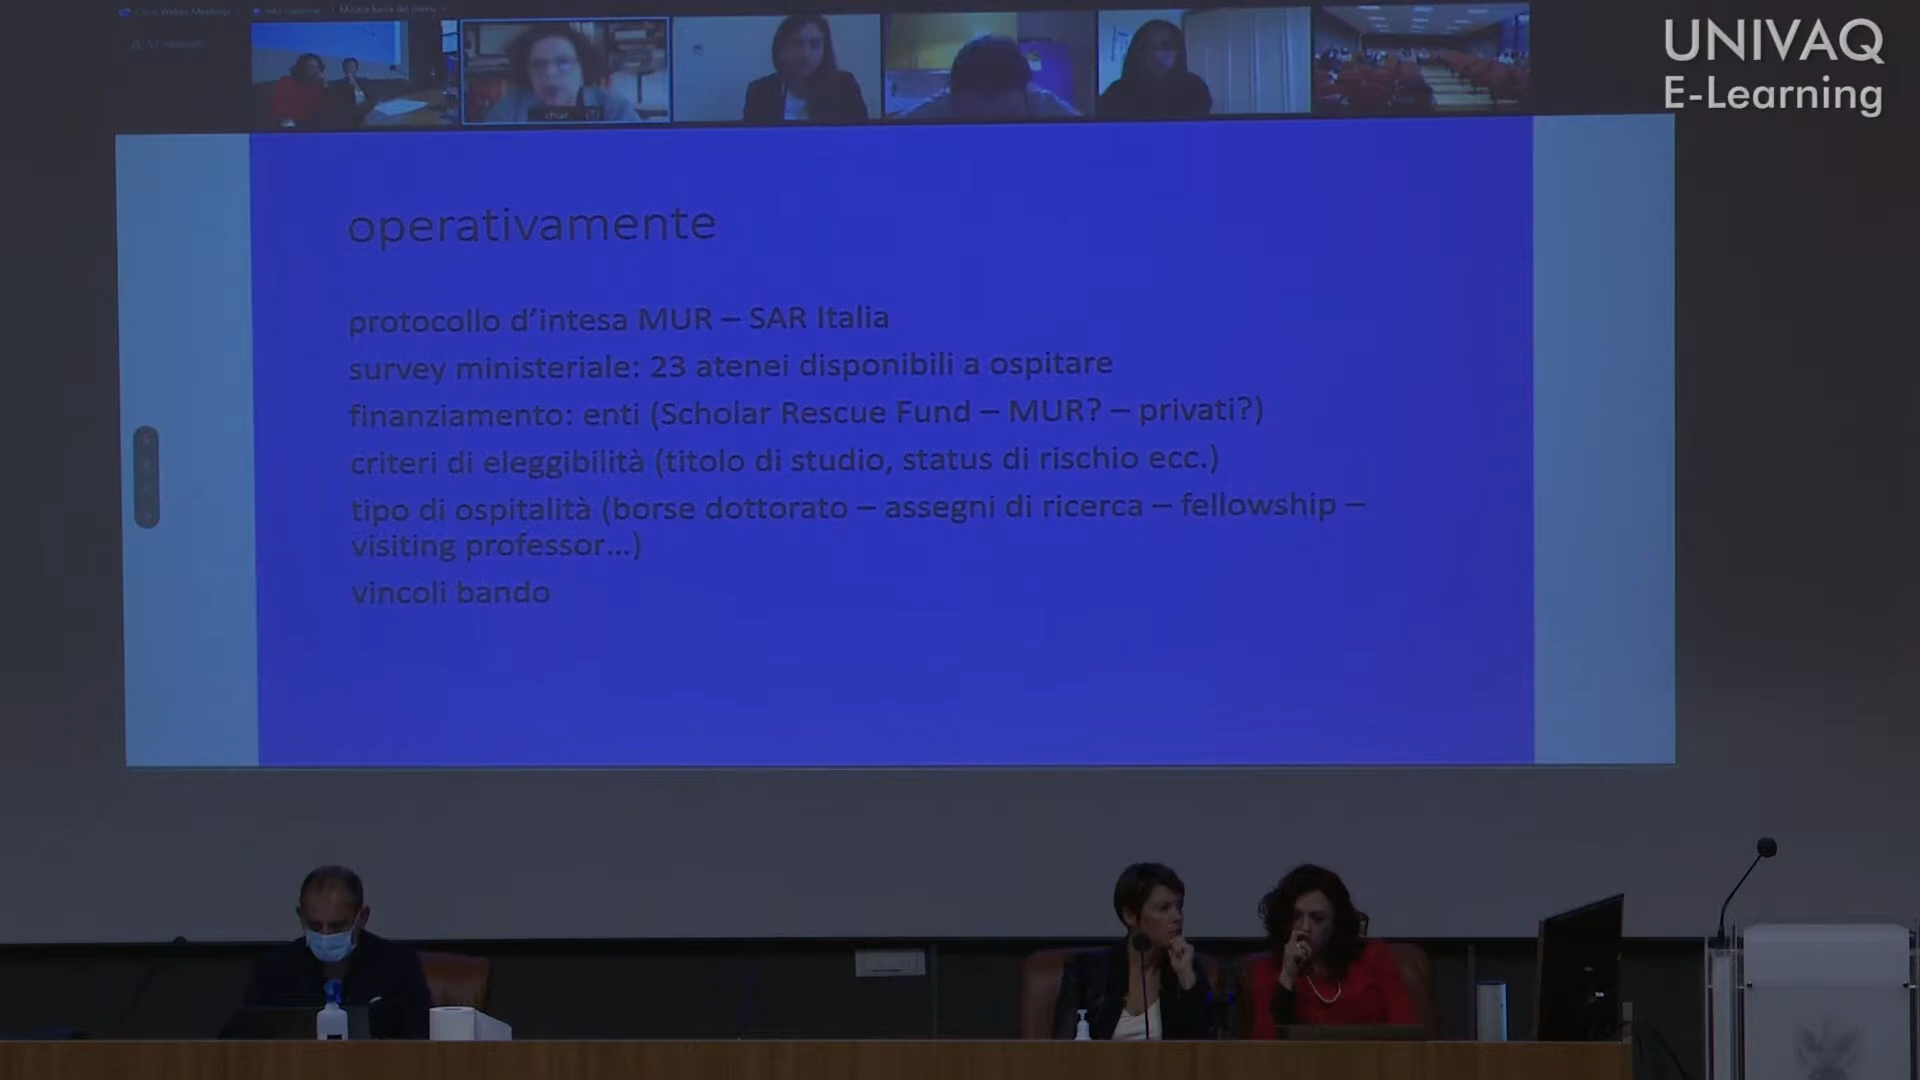 UNIVAQ
E-Learning
operativamente
protocollo d'intesa MUR – SAR Italia
survey ministeriale: 23 atenei disponibili a ospitare
finanziamento: enti (Scholar Rescue Fund – MUR? – privati?)
criteri di eleggibilità (titolo di studio, status di rischio ecc.)
tipo di ospitalità (borse dottorato – assegni di ricerca – fellowship –
visiting professor...)
vincoli bando